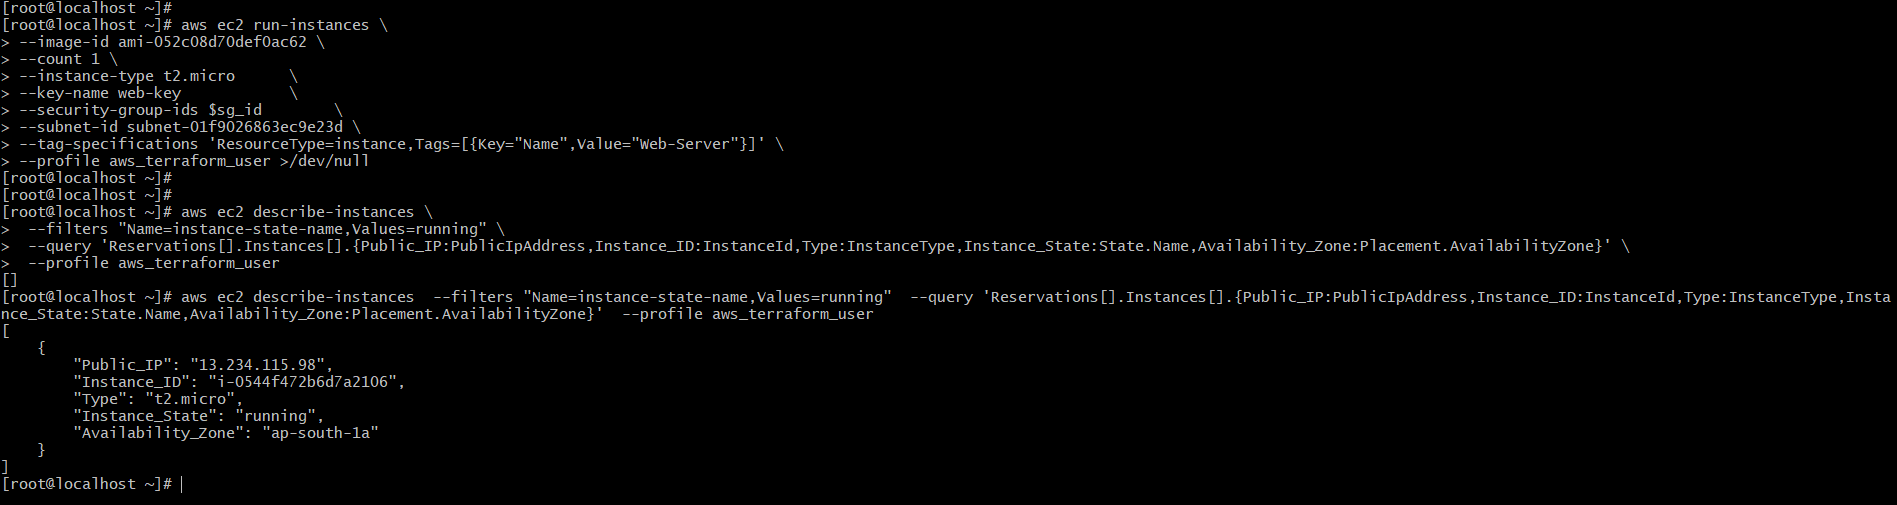 [root@localhost ~]#
[root@localhost ~]# aws ec2 run-instances \
> --image-id ami-052c08d70def0ac62 \
> --count 1 \
> --instance-type t2.micro      \
> --key-name web-key            \
> --security-group-ids $sg_id        \
> --subnet-id subnet-01f9026863ec9e23d \
> --tag-specifications 'ResourceType=instance,Tags=[{Key="Name",Value="Web-Server"}]' \
> --profile aws_terraform_user >/dev/null
[root@localhost ~]#
[root@localhost ~]#
[root@localhost ~]# aws ec2 describe-instances \
>  --filters "Name=instance-state-name,Values=running" \
>  --query 'Reservations[].Instances[].{Public_IP:PublicIpAddress,Instance_ID:InstanceId,Type:InstanceType,Instance_State:State.Name,Availability_Zone:Placement.AvailabilityZone}' \
>  --profile aws_terraform_user
[]
[root@localhost ~]# aws ec2 describe-instances  --filters "Name=instance-state-name,Values=running"  --query 'Reservations[].Instances[].{Public_IP:PublicIpAddress,Instance_ID:InstanceId,Type:InstanceType,Insta
nce_State:State.Name,Availability_Zone:Placement.AvailabilityZone}'  --profile aws_terraform_user
[
    {
        "Public_IP": "13.234.115.98",
        "Instance_ID": "i-0544f472b6d7a2106",
        "Type": "t2.micro",
        "Instance_State": "running",
        "Availability_Zone": "ap-south-1a"
    }
]
[root@localhost ~]#